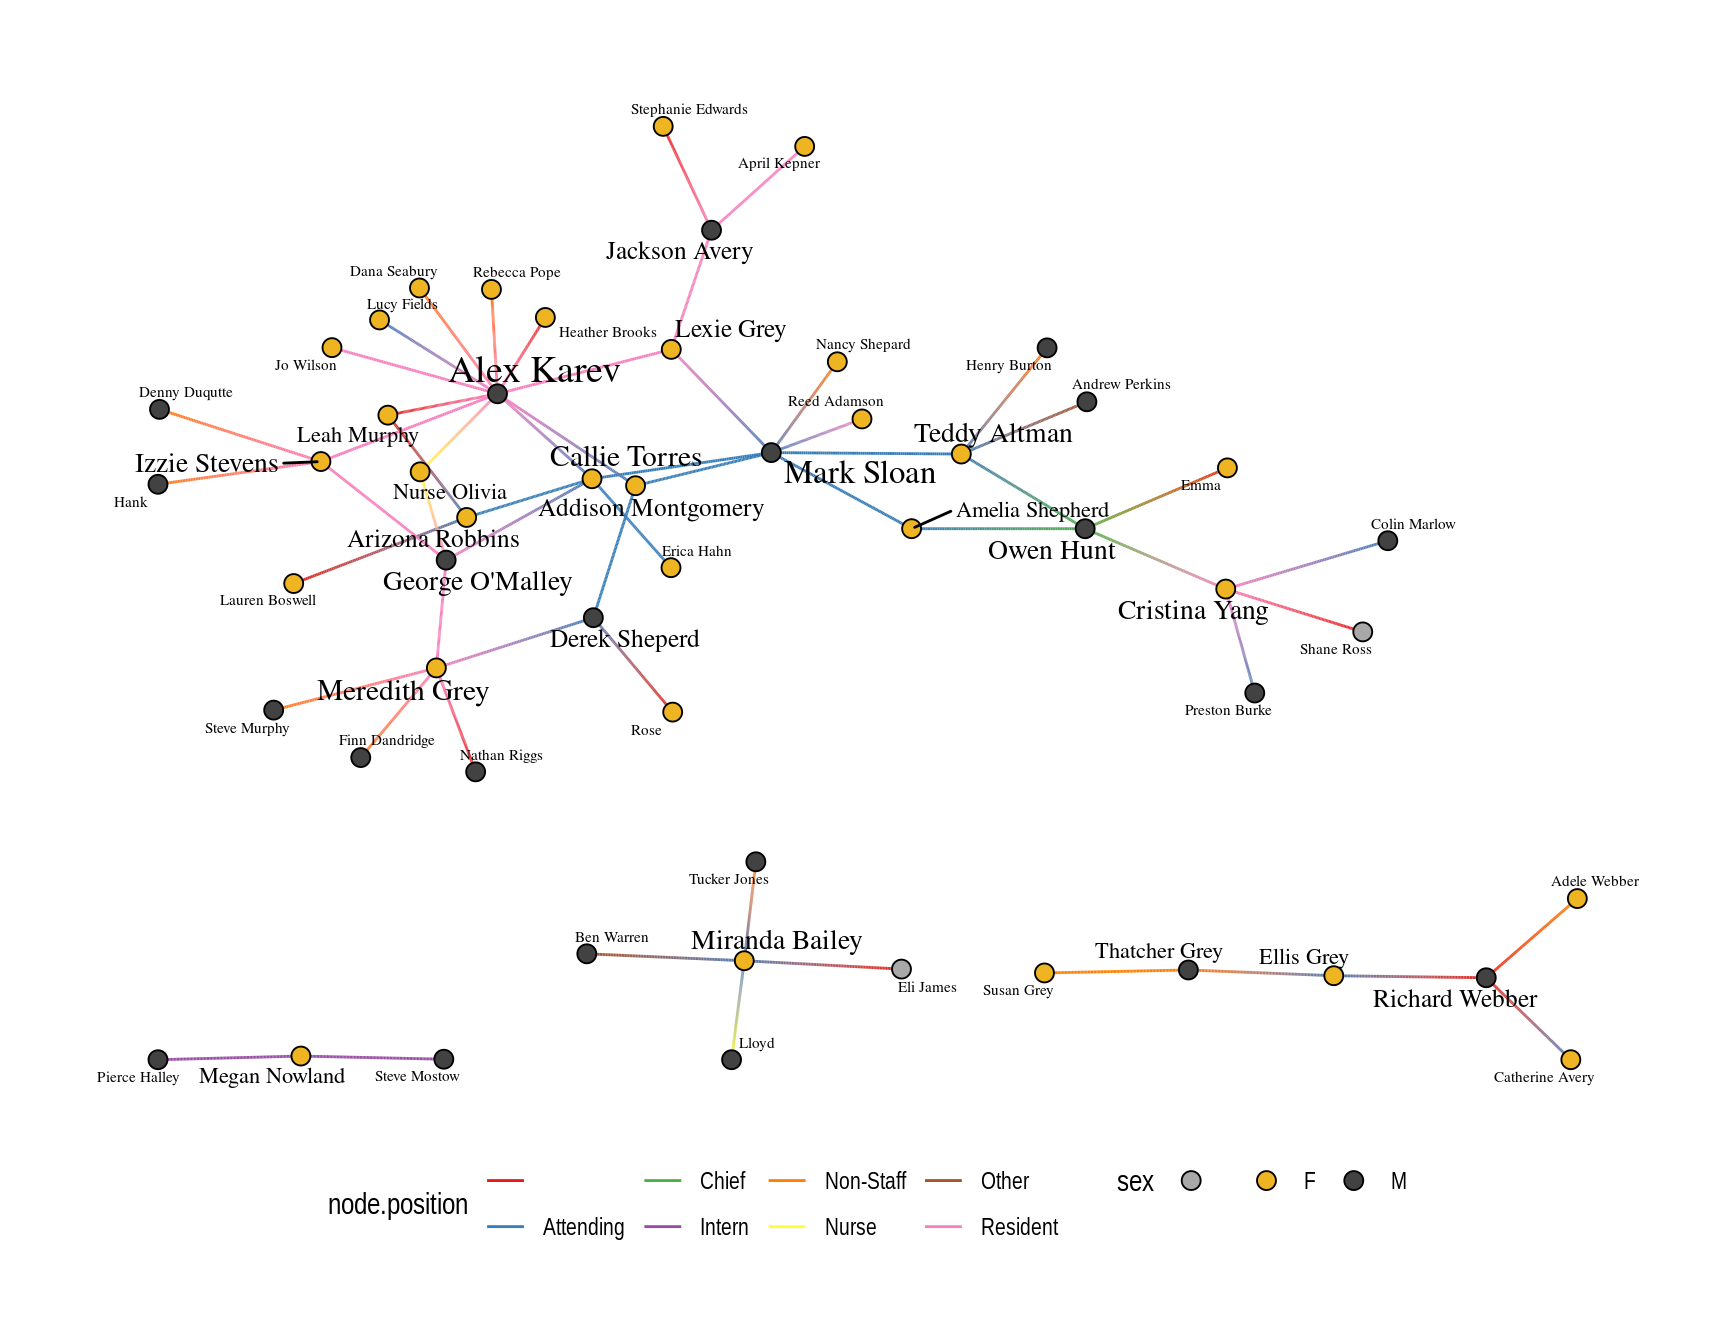 Stephanie Edwards
April Kepner
Jackson Avery
Dana Seabury
Rebecca Pope
Lucy Fields
Heather Brooks
Lexie Grey
Jo Wilson
Alex Karev
Nancy Shepard
Henry Burton
Andrew Perkins
Denny Duqutte
Reed Adamson
Leah Murphy
Teddy Altman
Izzie Stevens
Callie Torres
Mark Sloan
Emma
Hank
Nurse Olivia
Addison Montgomery
Amelia Shepherd
Colin Marlow
Arizona Robbins
Erica Hahn
Owen Hunt
George O'Malley
Lauren Boswell
Cristina Yang
Derek Sheperd
Shane Ross
Meredith Grey
Preston Burke
Steve Murphy
Rose
Finn Dandridge
Nathan Riggs
Tucker Jones
Adele Webber
Ben Warren
Miranda Bailey
Thatcher Grey
Ellis Grey
Eli James
Susan Grey
Richard Webber
Lloyd
Pierce Halley
Megan Nowland
Steve Mostow
Catherine Avery
node.position
Chief
Non-Staff
Other
Attending
Intern
Nurse
Resident
sex
F
M